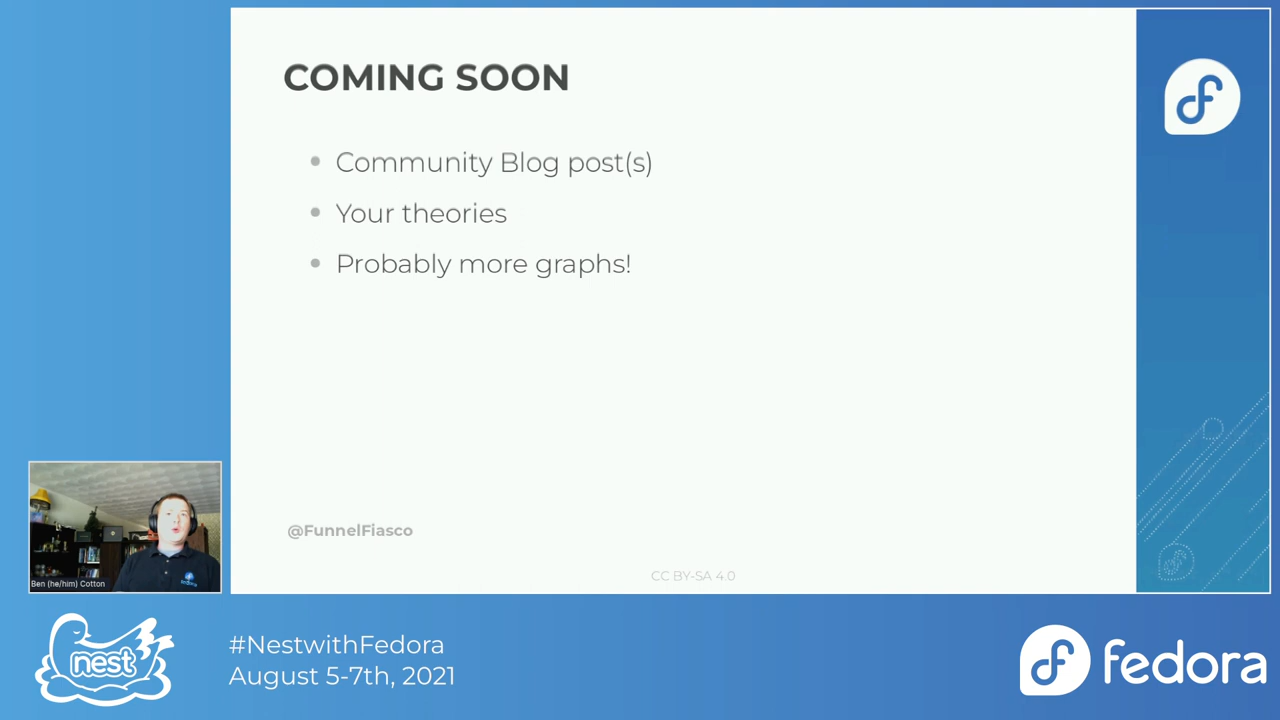 COMING SOON
Community Blog post(s)
Your theories
Probably more graphs!
@FunnelFiasco
CC BY-SA 4.0
Ben (he/him) Cotton
nest
#NestwithFedora
August 5-7th, 2021
fedora